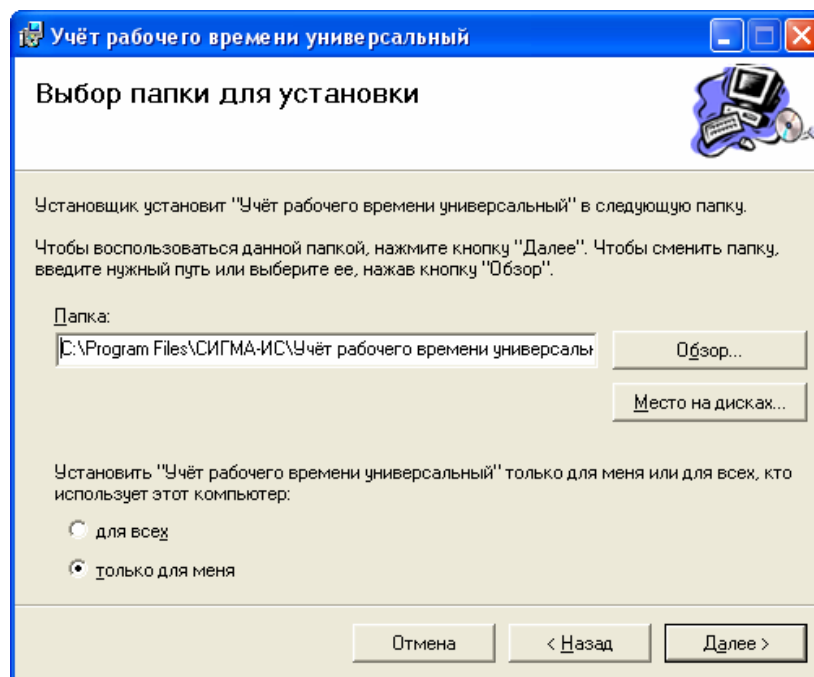 Учёт рабочего времени универсальный
Выбор папки для установки
Установщик установит "Учёт рабочего времени универсальный" в следующую папку.
Чтобы воспользоваться данной папкой, нажмите кнопку "Далее". Чтобы сменить папку,
введите нужный путь или выберите ее, нажав кнопку "Обзор".
Папка:
C:\Program Files\СИГМА-ИС\Учёт рабочего времени универсальн
Обзор...
Место на дисках...
Установить "Учёт рабочего времени универсальный" только для меня или для всех, кто
использует этот компьютер:
для всех
только для меня
Отмена
< Назад
Далее >